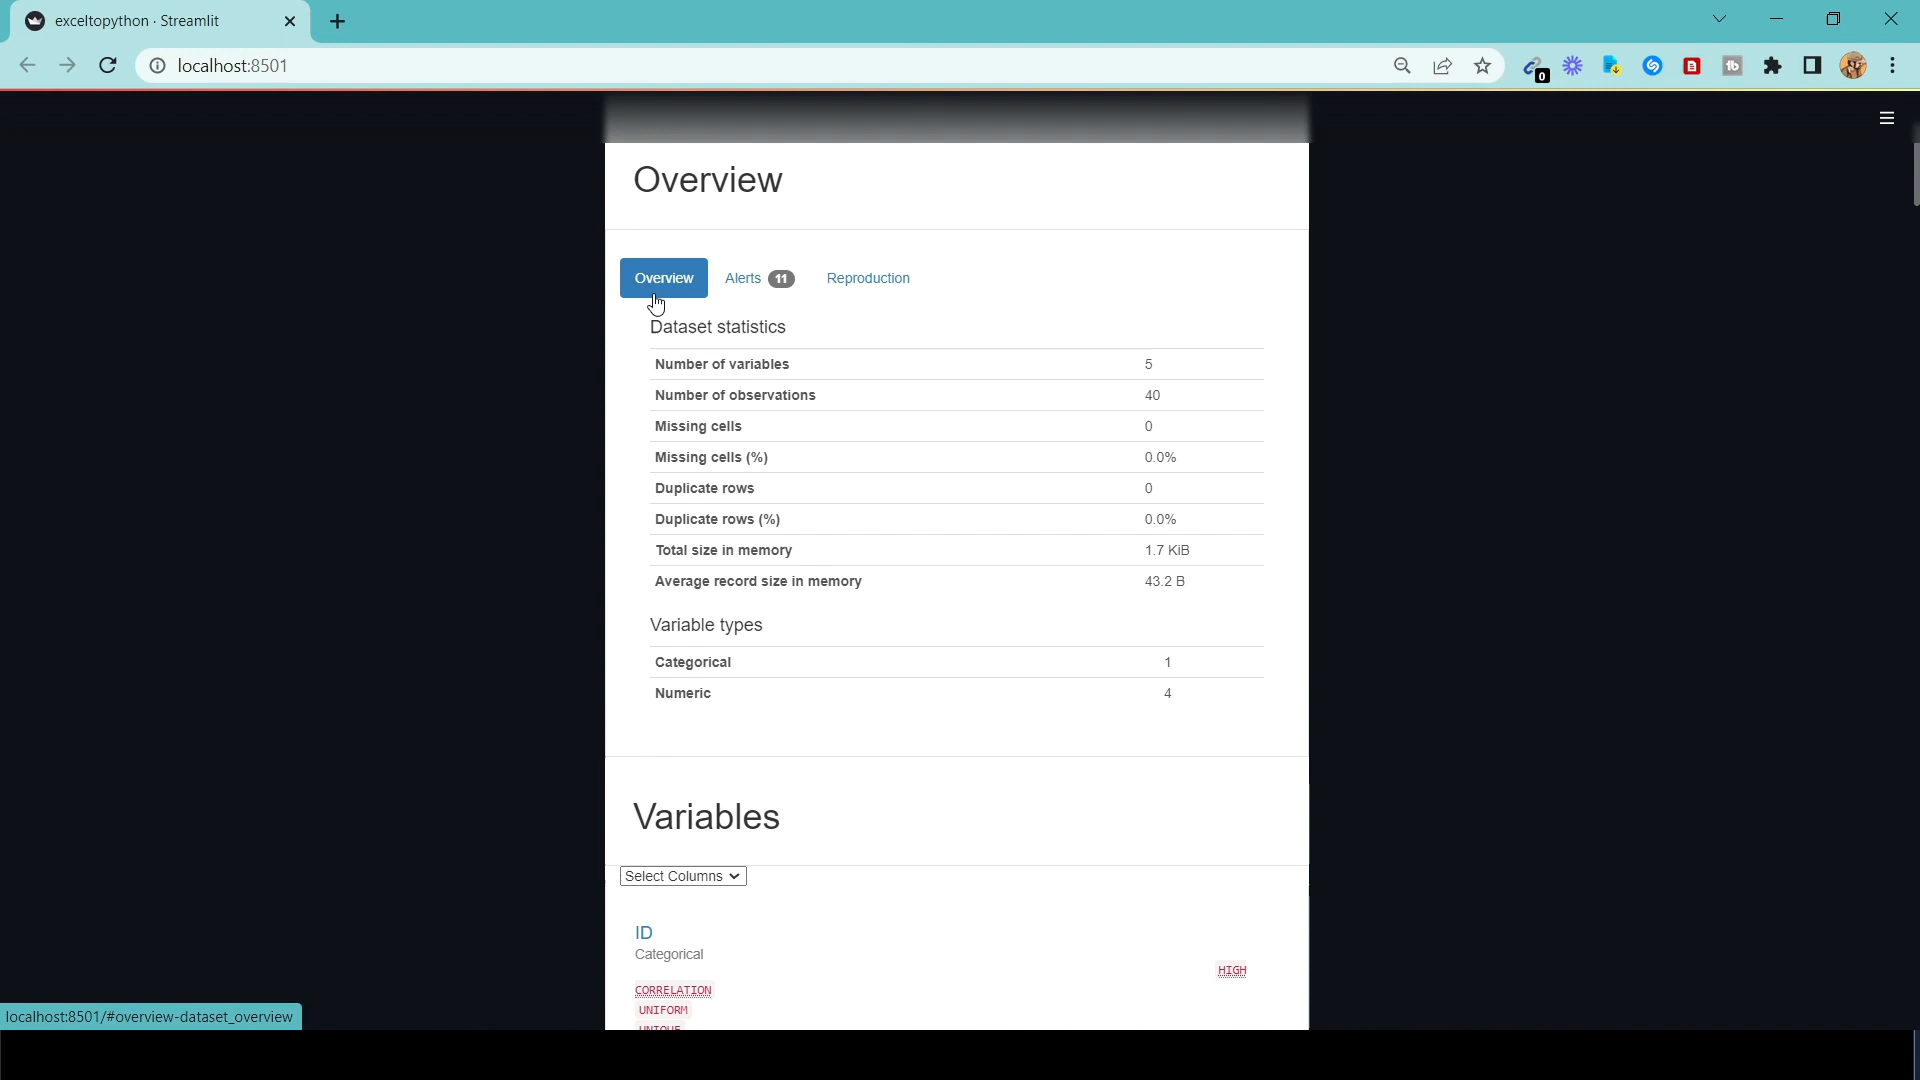 exceltopython · Streamlit
localhost:8501
0
Overview
Overview Alerts 11 Reproduction
Dataset statistics
Number of variables 5
Number of observations 40
Missing cells 0
Missing cells (%) 0.0%
Duplicate rows 0
Duplicate rows (%) 0.0%
Total size in memory 1.7 KiB
Average record size in memory 43.2 B
Variable types
Categorical 1
Numeric 4
Variables
Select Columns
ID
Categorical
HIGH
CORRELATION
UNIFORM
UNIQUE
localhost:8501/#overview-dataset_overview